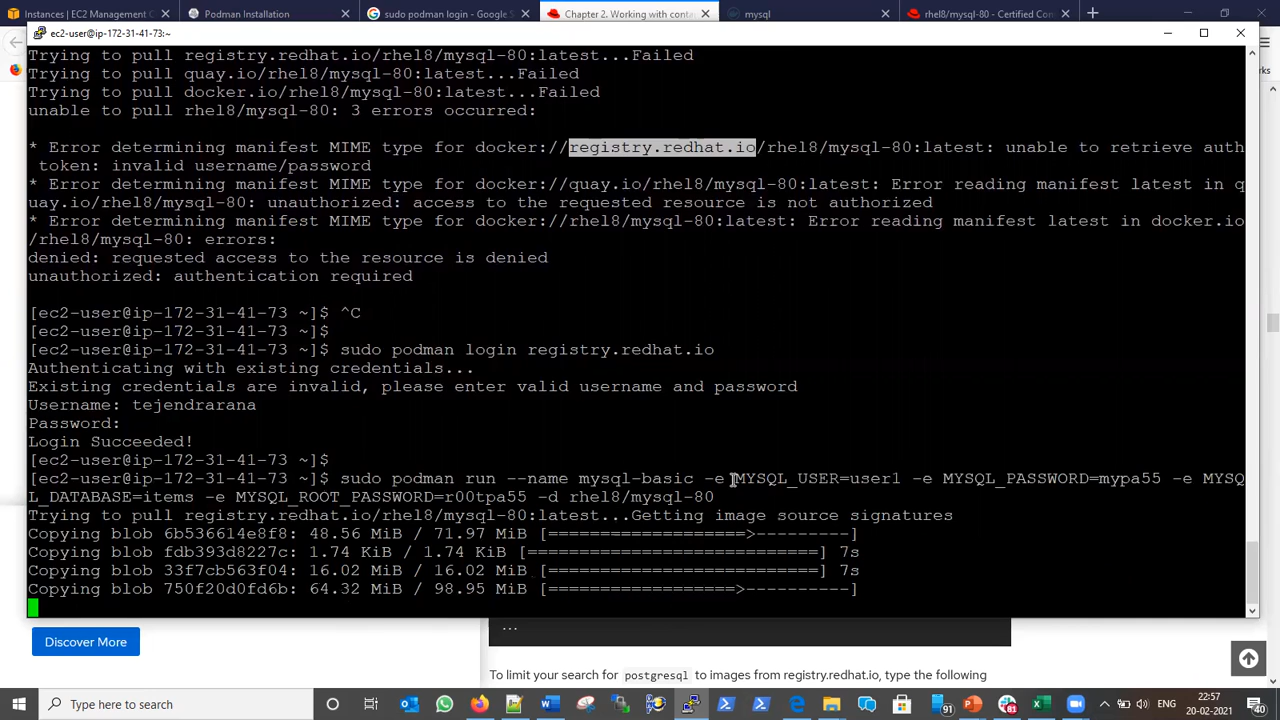 Instances | EC2 Management C
Podman Installation
sudo podman login - Google S
Chapter 2. Working with conta
mysql
rhel8/mysql-80 - Certified Con
ec2-user@ip-172-31-41-73:~
Trying to pull registry.redhat.io/rhel8/mysql-80:latest...Failed
Trying to pull quay.io/rhel8/mysql-80:latest...Failed
Trying to pull docker.io/rhel8/mysql-80:latest...Failed
unable to pull rhel8/mysql-80: 3 errors occurred:
* Error determining manifest MIME type for docker://registry.redhat.io/rhel8/mysql-80:latest: unable to retrieve auth
token: invalid username/password
* Error determining manifest MIME type for docker://quay.io/rhel8/mysql-80:latest: Error reading manifest latest in q
uay.io/rhel8/mysql-80: unauthorized: access to the requested resource is not authorized
* Error determining manifest MIME type for docker://rhel8/mysql-80:latest: Error reading manifest latest in docker.io
/rhel8/mysql-80: errors:
denied: requested access to the resource is denied
unauthorized: authentication required
[ec2-user@ip-172-31-41-73 ~]$ ^C
[ec2-user@ip-172-31-41-73 ~]$
[ec2-user@ip-172-31-41-73 ~]$ sudo podman login registry.redhat.io
Authenticating with existing credentials...
Existing credentials are invalid, please enter valid username and password
Username: tejendrarana
Password:
Login Succeeded!
[ec2-user@ip-172-31-41-73 ~]$
[ec2-user@ip-172-31-41-73 ~]$ sudo podman run --name mysql-basic -e MYSQL_USER=user1 -e MYSQL_PASSWORD=mypa55 -e MYSQ
L_DATABASE=items -e MYSQL_ROOT_PASSWORD=r00tpa55 -d rhel8/mysql-80
Trying to pull registry.redhat.io/rhel8/mysql-80:latest...Getting image source signatures
Copying blob 6b536614e8f8: 48.56 MiB / 71.97 MiB [===================>---------]
Copying blob fdb393d8227c: 1.74 KiB / 1.74 KiB [============================] 7s
Copying blob 33f7cb563f04: 16.02 MiB / 16.02 MiB [==========================] 7s
Copying blob 750f20d0fd6b: 64.32 MiB / 98.95 MiB [==================>----------]
rks
Discover More
...
To limit your search for postgresql to images from registry.redhat.io, type the following
Type here to search
61
ENG
22:57
20-02-2021
40